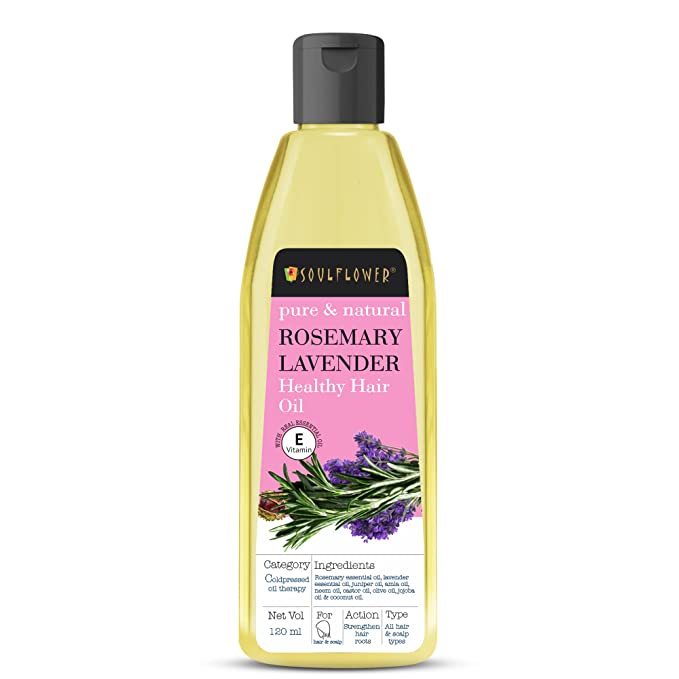 SOULFLOWER®
pure & natural
ROSEMARY
LAVENDER
Healthy Hair
Oil
WITH REAL ESSENTIAL OIL
E
Vitamin
Category
Coldpressed
oil therapy
Ingredients
Rosemary essential oil, lavender
essential oil, juniper oil, amla oil,
neem oil, castor oil, olive oil, jojoba
oil & coconut oil.
Net Vol
120 ml
For
hair & scalp
Action
Strengthen
hair
roots
Type
All hair
& scalp
types